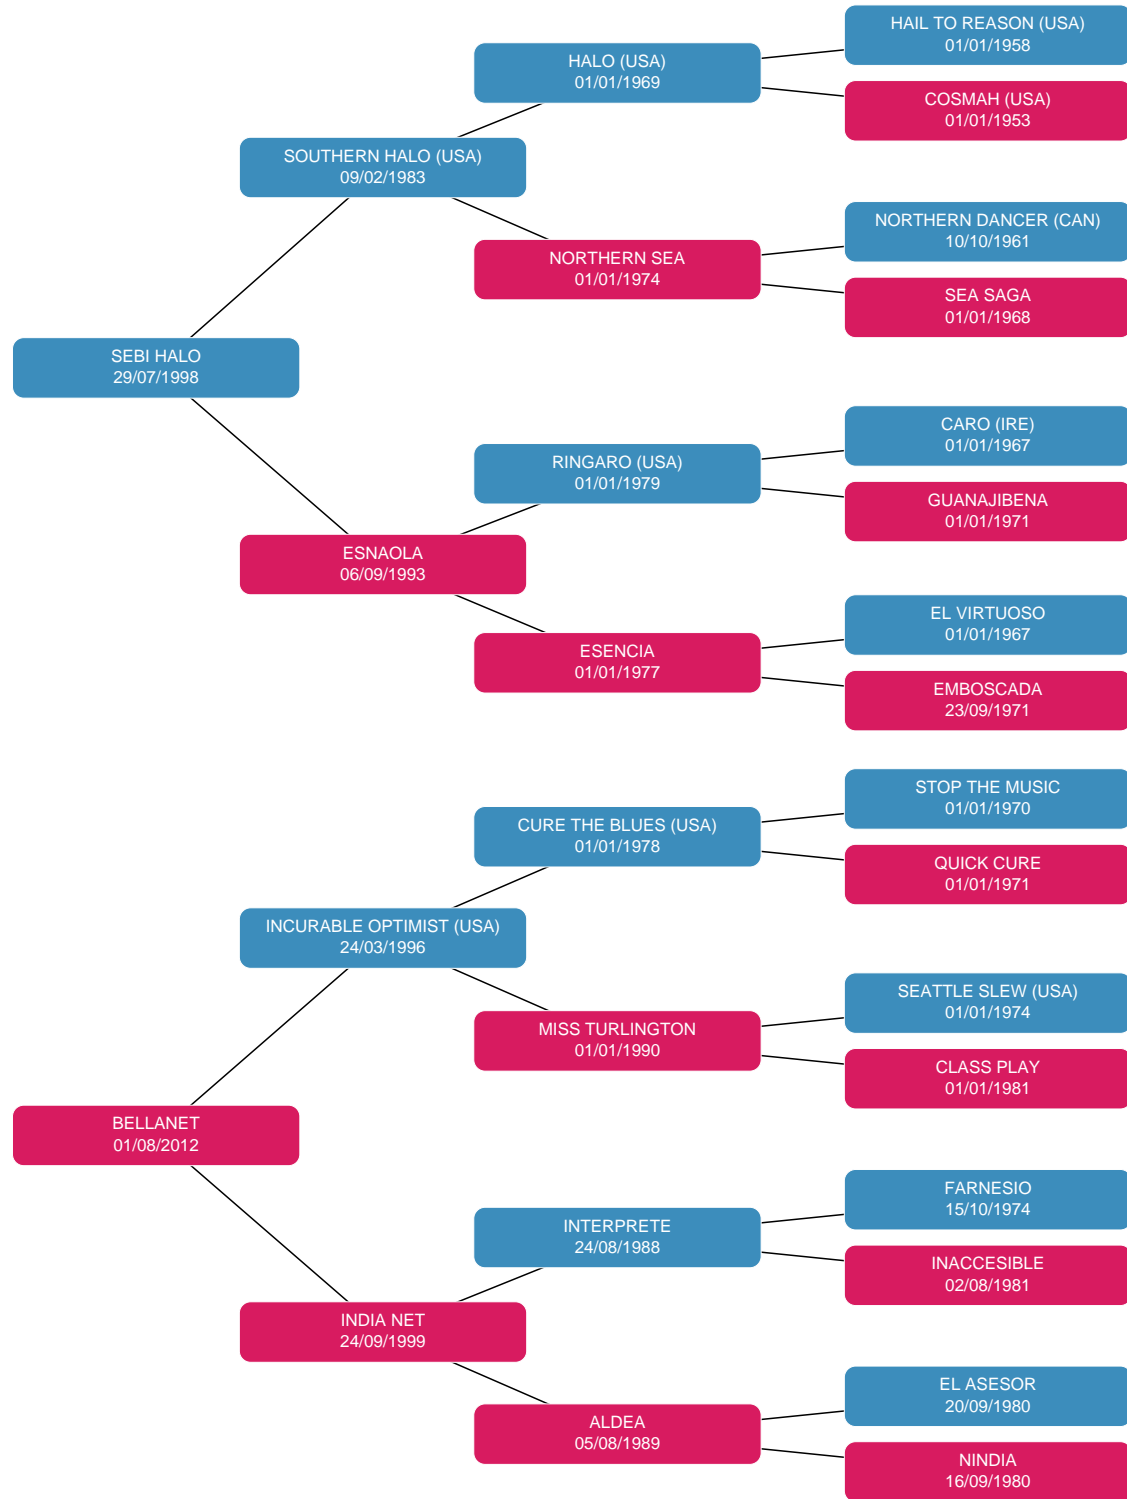 HAIL TO REASON (USA)
01/01/1958
HALO (USA)
01/01/1969
COSMAH (USA)
01/01/1953
SOUTHERN HALO (USA)
09/02/1983
NORTHERN DANCER (CAN)
10/10/1961
NORTHERN SEA
01/01/1974
SEA SAGA
01/01/1968
SEBI HALO
29/07/1998
CARO (IRE)
01/01/1967
RINGARO (USA)
01/01/1979
GUANAJIBENA
01/01/1971
ESNAOLA
06/09/1993
EL VIRTUOSO
01/01/1967
ESENCIA
01/01/1977
EMBOSCADA
23/09/1971
STOP THE MUSIC
01/01/1970
CURE THE BLUES (USA)
01/01/1978
QUICK CURE
01/01/1971
INCURABLE OPTIMIST (USA)
24/03/1996
SEATTLE SLEW (USA)
01/01/1974
MISS TURLINGTON
01/01/1990
CLASS PLAY
01/01/1981
BELLANET
01/08/2012
FARNESIO
15/10/1974
INTERPRETE
24/08/1988
INACCESIBLE
02/08/1981
INDIA NET
24/09/1999
EL ASESOR
20/09/1980
ALDEA
05/08/1989
NINDIA
16/09/1980